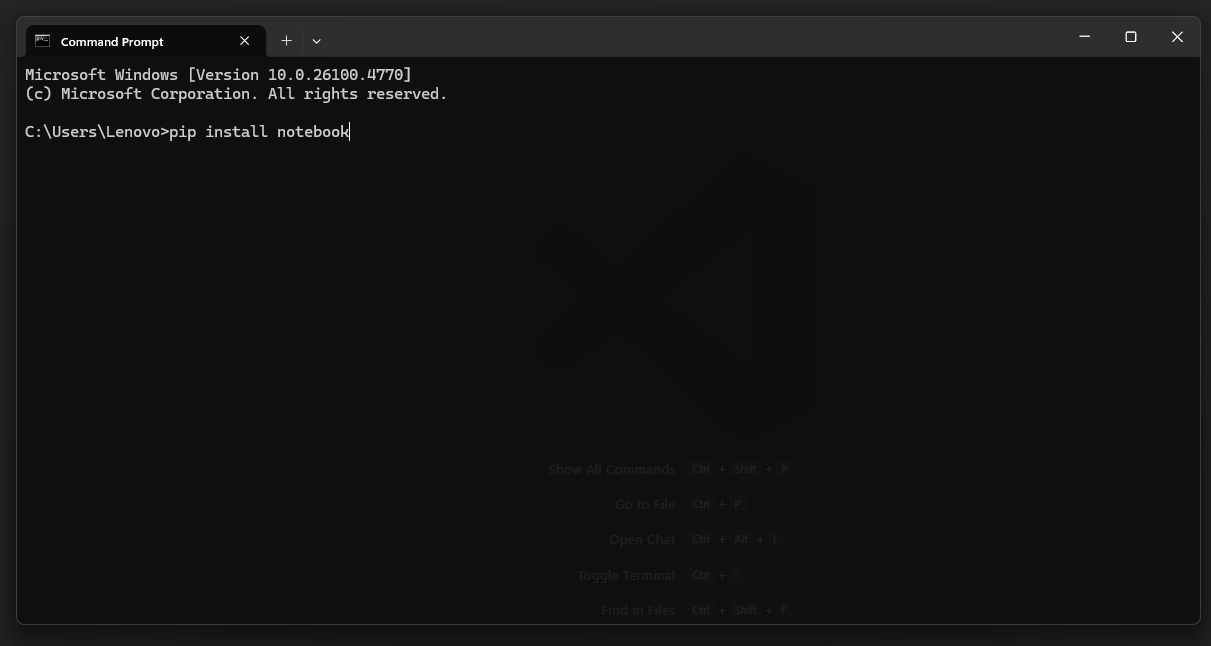 Command Prompt
Microsoft Windows [Version 10.0.26100.4770]
(c) Microsoft Corporation. All rights reserved.
C:\Users\Lenovo>pip install notebook
Show All Commands Ctrl + Shift + P
Go to File Ctrl + P
Open Chat Ctrl + Alt + I
Toggle Terminal Ctrl + `
Find in Files Ctrl + Shift + F